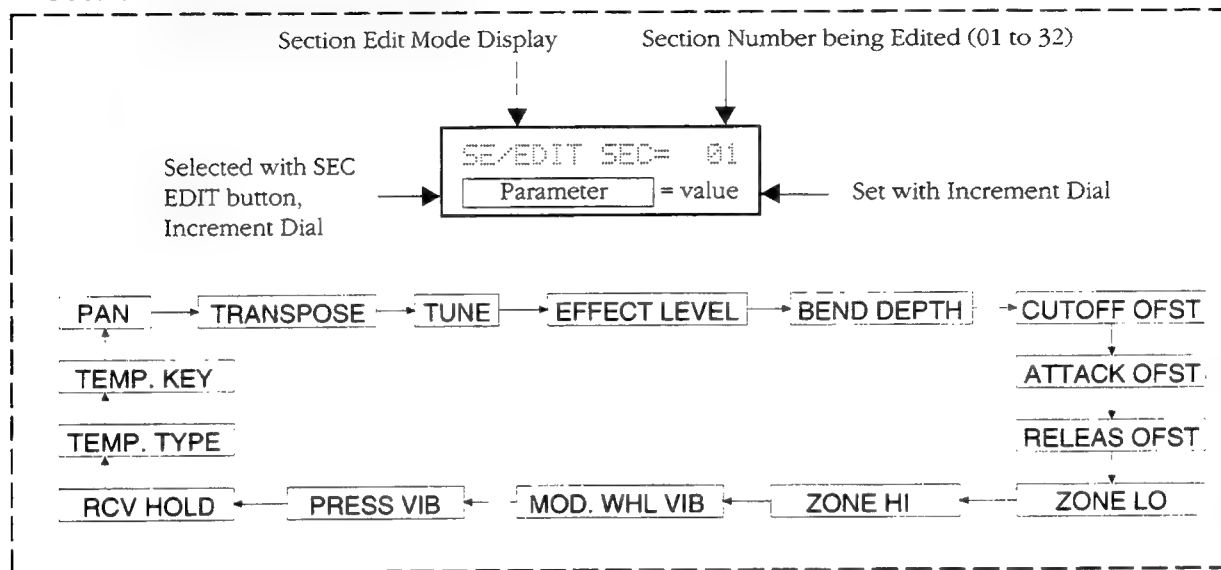 Section Edit Mode Display
Section Number being Edited (01 to 32)
SE/EDIT SEC= 01
Parameter = value
Selected with SEC
EDIT button,
Increment Dial
Set with Increment Dial
PAN
TRANSPOSE
TUNE
EFFECT LEVEL
BEND DEPTH
CUTOFF OFST
TEMP. KEY
ATTACK OFST
TEMP. TYPE
RELEAS OFST
RCV HOLD
PRESS VIB
MOD. WHL VIB
ZONE HI
ZONE LO